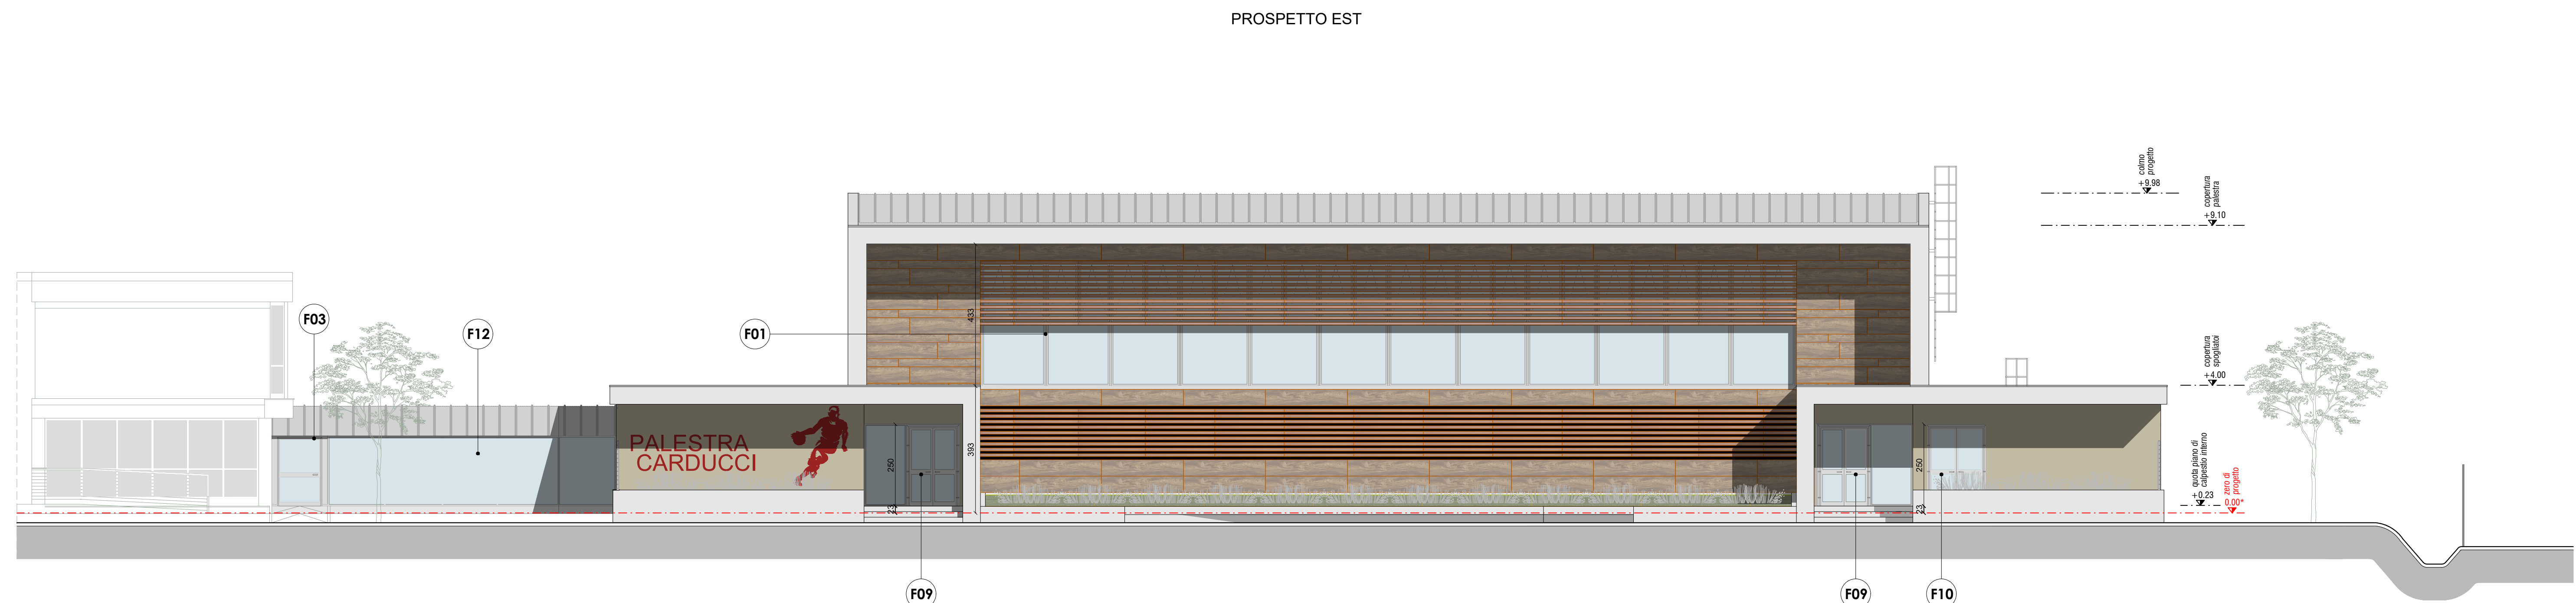 PROSPETTO EST
colmo
progetto
+9.98
copertura
palestra
+9.10
F03
F12
F01
433
copertura
spogliatoi
+4.00
PALESTRA
CARDUCCI
250
393
23
250
23
quota piano di
calpestio interno
+0.23
zero di
progetto
0.00*
F09
F09
F10